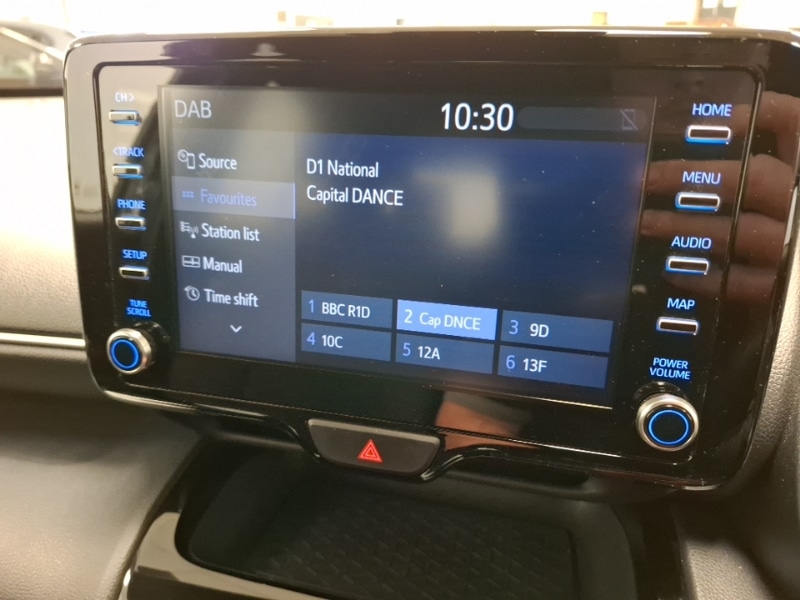 DAB
10:30
Source
Favourites
Station list
Manual
Time shift
D1 National
Capital DANCE
1 BBC R1D
2 Cap DNCE
3 9D
4 10C
5 12A
6 13F
CH >
< TRACK
PHONE
SETUP
TUNE
SCROLL
HOME
MENU
AUDIO
MAP
POWER
VOLUME